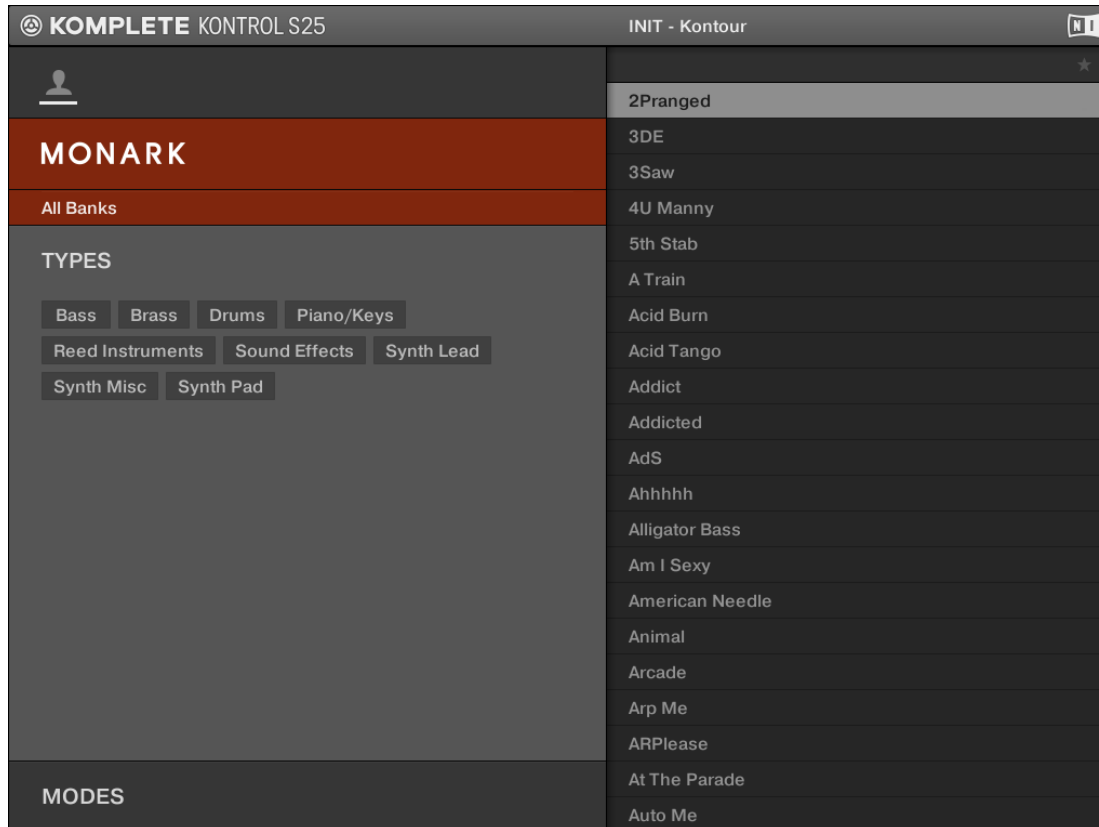 KOMPLETE KONTROL S25
INIT - Kontour
NI
MONARK
All Banks
TYPES
Bass Brass Drums Piano/Keys
Reed Instruments Sound Effects Synth Lead
Synth Misc Synth Pad
MODES
2Pranged
3DE
3Saw
4U Manny
5th Stab
A Train
Acid Burn
Acid Tango
Addict
Addicted
AdS
Ahhhhh
Alligator Bass
Am I Sexy
American Needle
Animal
Arcade
Arp Me
ARPlease
At The Parade
Auto Me